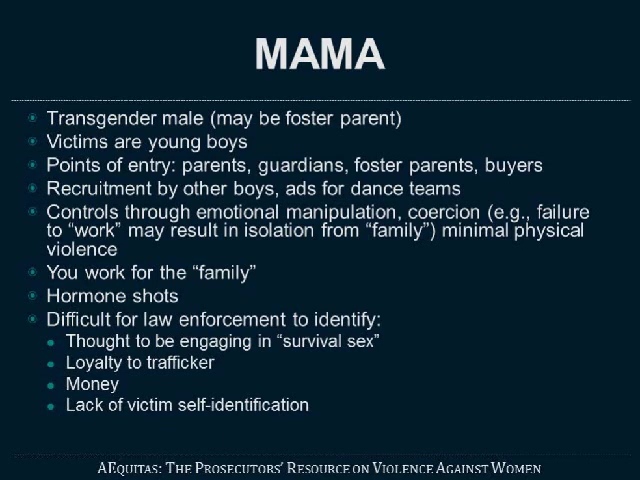 MAMA
Transgender male (may be foster parent)
Victims are young boys
Points of entry: parents, guardians, foster parents, buyers
Recruitment by other boys, ads for dance teams
Controls through emotional manipulation, coercion (e.g., failure
to “work” may result in isolation from “family”) minimal physical
violence
You work for the “family”
Hormone shots
Difficult for law enforcement to identify:
Thought to be engaging in “survival sex”
Loyalty to trafficker
Money
Lack of victim self-identification
AEQUITAS: THE PROSECUTORS’ RESOURCE ON VIOLENCE AGAINST WOMEN